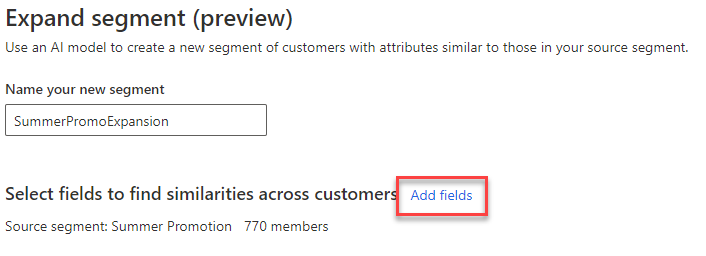 Expand segment (preview)
Use an AI model to create a new segment of customers with attributes similar to those in your source segment.
Name your new segment
SummerPromoExpansion
Select fields to find similarities across customers Add fields
Source segment: Summer Promotion 770 members